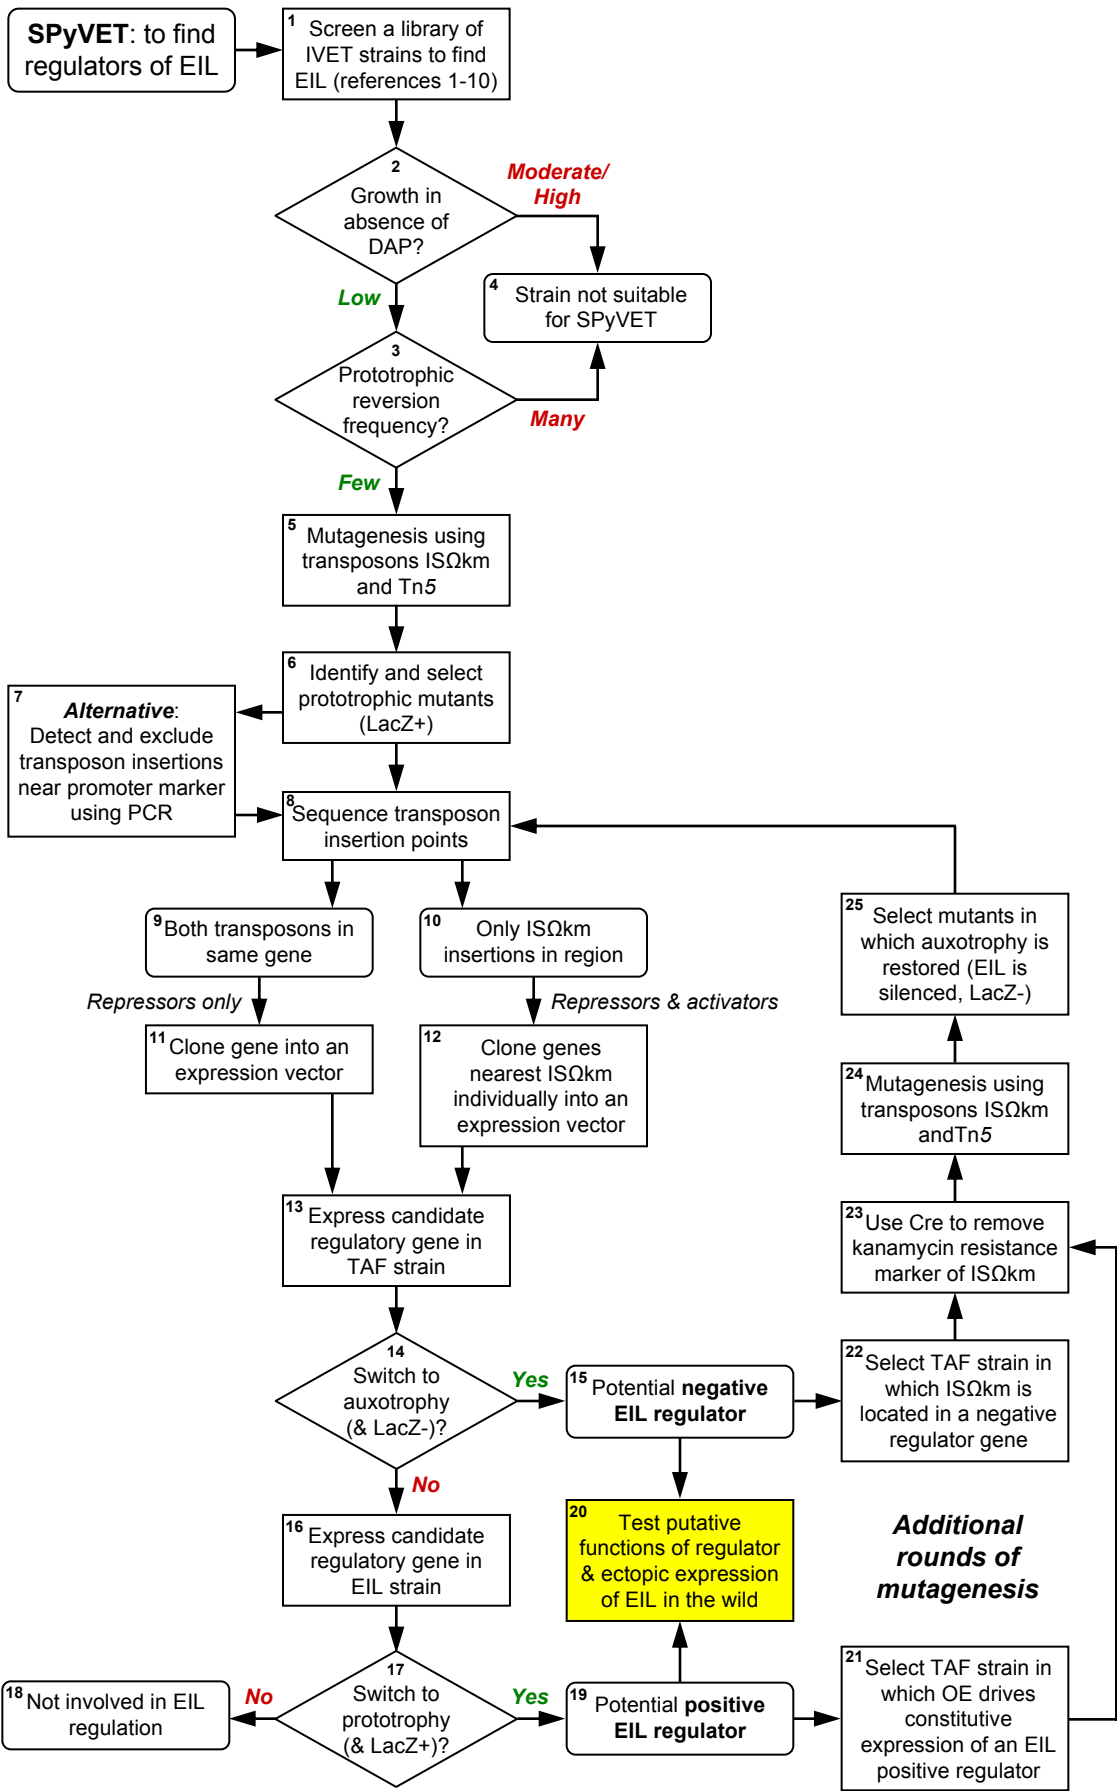 SPyVET: to find
regulators of EIL
1
Screen a library of
IVET strains to find
EIL (references 1-10)
2
Growth in
absence of
DAP?
Moderate/
High
Low
4
Strain not suitable
for SPyVET
3
Prototrophic
reversion
frequency?
Many
Few
5
Mutagenesis using
transposons ISΩkm
and Tn5
6
Identify and select
prototrophic mutants
(LacZ+)
7
Alternative:
Detect and exclude
transposon insertions
near promoter marker
using PCR
8
Sequence transposon
insertion points
9
Both transposons in
same gene
10
Only ISΩkm
insertions in region
Repressors only
Repressors & activators
11
Clone gene into an
expression vector
12
Clone genes
nearest ISΩkm
individually into an
expression vector
13
Express candidate
regulatory gene in
TAF strain
14
Switch to
auxotrophy
(& LacZ-)?
Yes
No
15
Potential negative
EIL regulator
16
Express candidate
regulatory gene in
EIL strain
17
Switch to
prototrophy
(& LacZ+)?
No
Yes
18
Not involved in EIL
regulation
19
Potential positive
EIL regulator
20
Test putative
functions of regulator
& ectopic expression
of EIL in the wild
21
Select TAF strain in
which OE drives
constitutive
expression of an EIL
positive regulator
22
Select TAF strain in
which ISΩkm is
located in a negative
regulator gene
23
Use Cre to remove
kanamycin resistance
marker of ISΩkm
24
Mutagenesis using
transposons ISΩkm
andTn5
25
Select mutants in
which auxotrophy is
restored (EIL is
silenced, LacZ-)
Additional
rounds of
mutagenesis